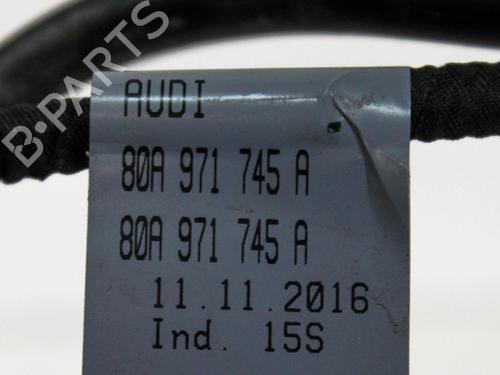 B-PARTS
AUDI
80A 971 745 A
80A 971 745 A
11.11.2016
Ind. 15S